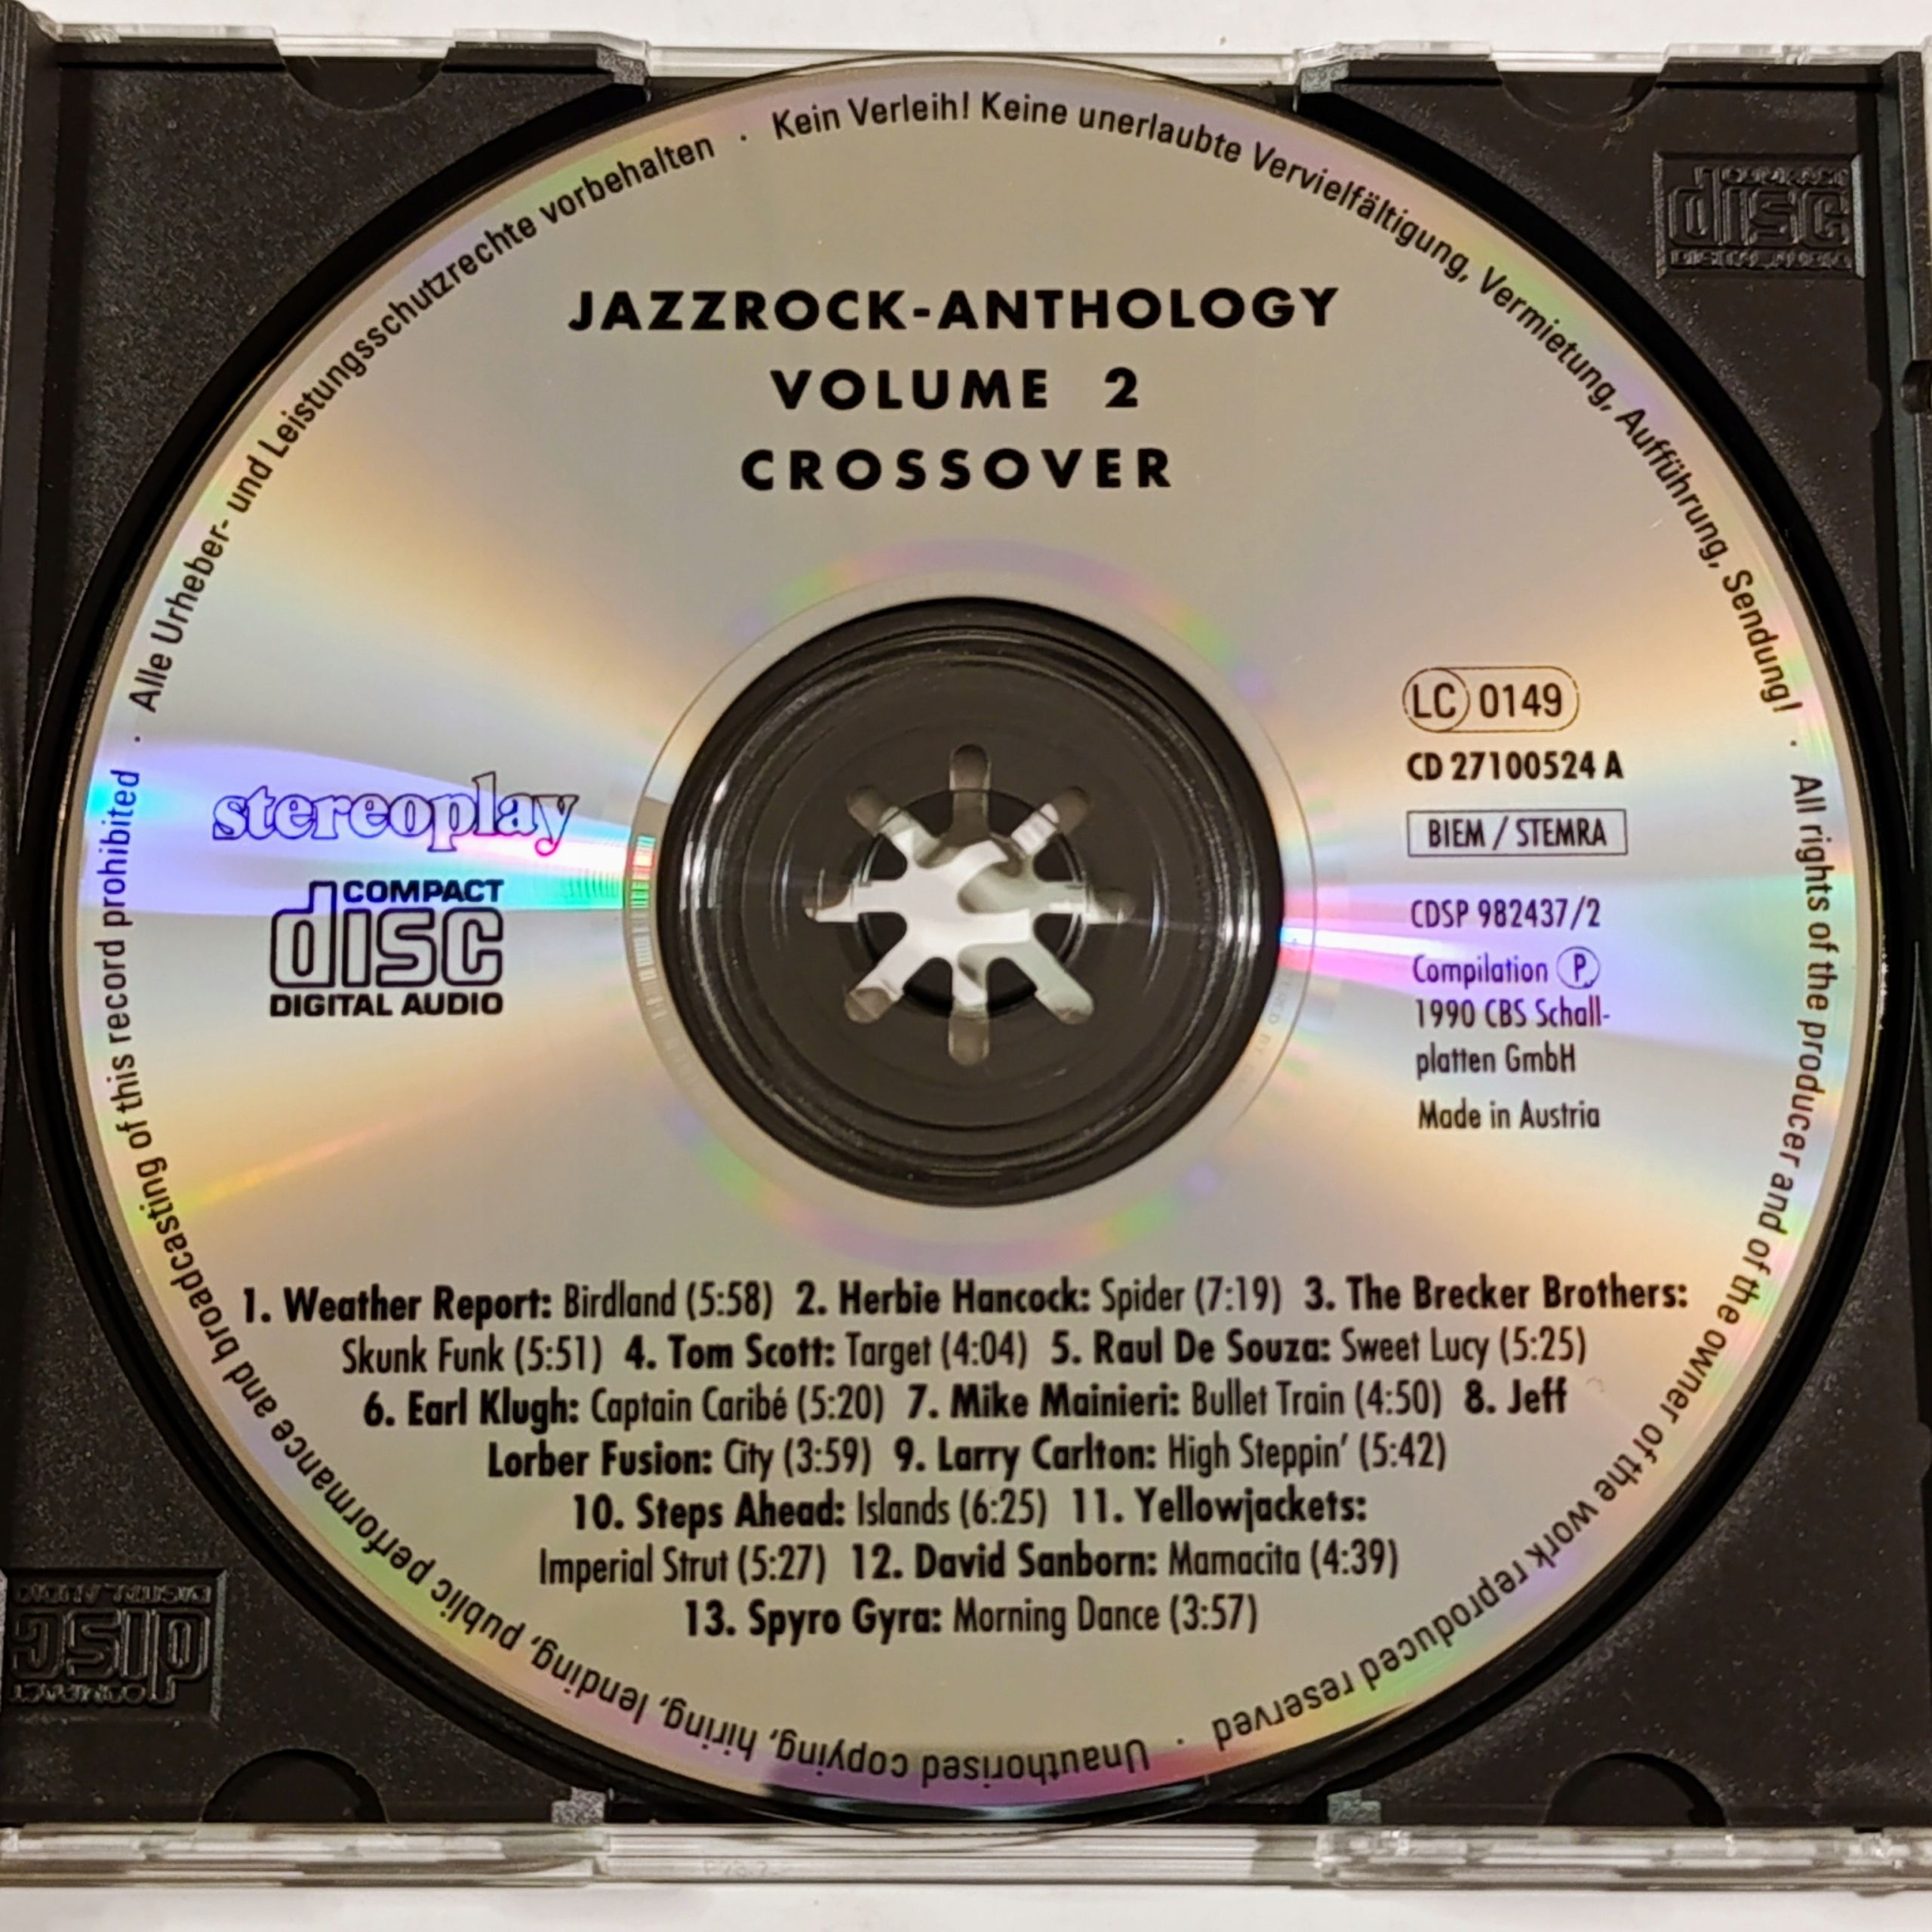 Alle Urheber- und Leistungsschutzrechte vorbehalten · Kein Verleih! Keine unerlaubte Vervielfältigung, Vermietung, Aufführung, Sendung! · All rights of the producer and of the owner of the work reproduced reserved · Unauthorised copying, hiring, lending, public performance and broadcasting of this record prohibited ·
JAZZROCK-ANTHOLOGY
VOLUME 2
CROSSOVER
stereoplay
COMPACT
disc
DIGITAL AUDIO
LC 0149
CD 27100524 A
BIEM / STEMRA
CDSP 982437/2
Compilation Ⓟ
1990 CBS Schall-
platten GmbH
Made in Austria
1. Weather Report: Birdland (5:58) 2. Herbie Hancock: Spider (7:19) 3. The Brecker Brothers:
Skunk Funk (5:51) 4. Tom Scott: Target (4:04) 5. Raul De Souza: Sweet Lucy (5:25)
6. Earl Klugh: Captain Caribé (5:20) 7. Mike Mainieri: Bullet Train (4:50) 8. Jeff
Lorber Fusion: City (3:59) 9. Larry Carlton: High Steppin' (5:42)
10. Steps Ahead: Islands (6:25) 11. Yellowjackets:
Imperial Strut (5:27) 12. David Sanborn: Mamacita (4:39)
13. Spyro Gyra: Morning Dance (3:57)
COMPACT
disc
DIGITAL AUDIO
COMPACT
disc
DIGITAL AUDIO